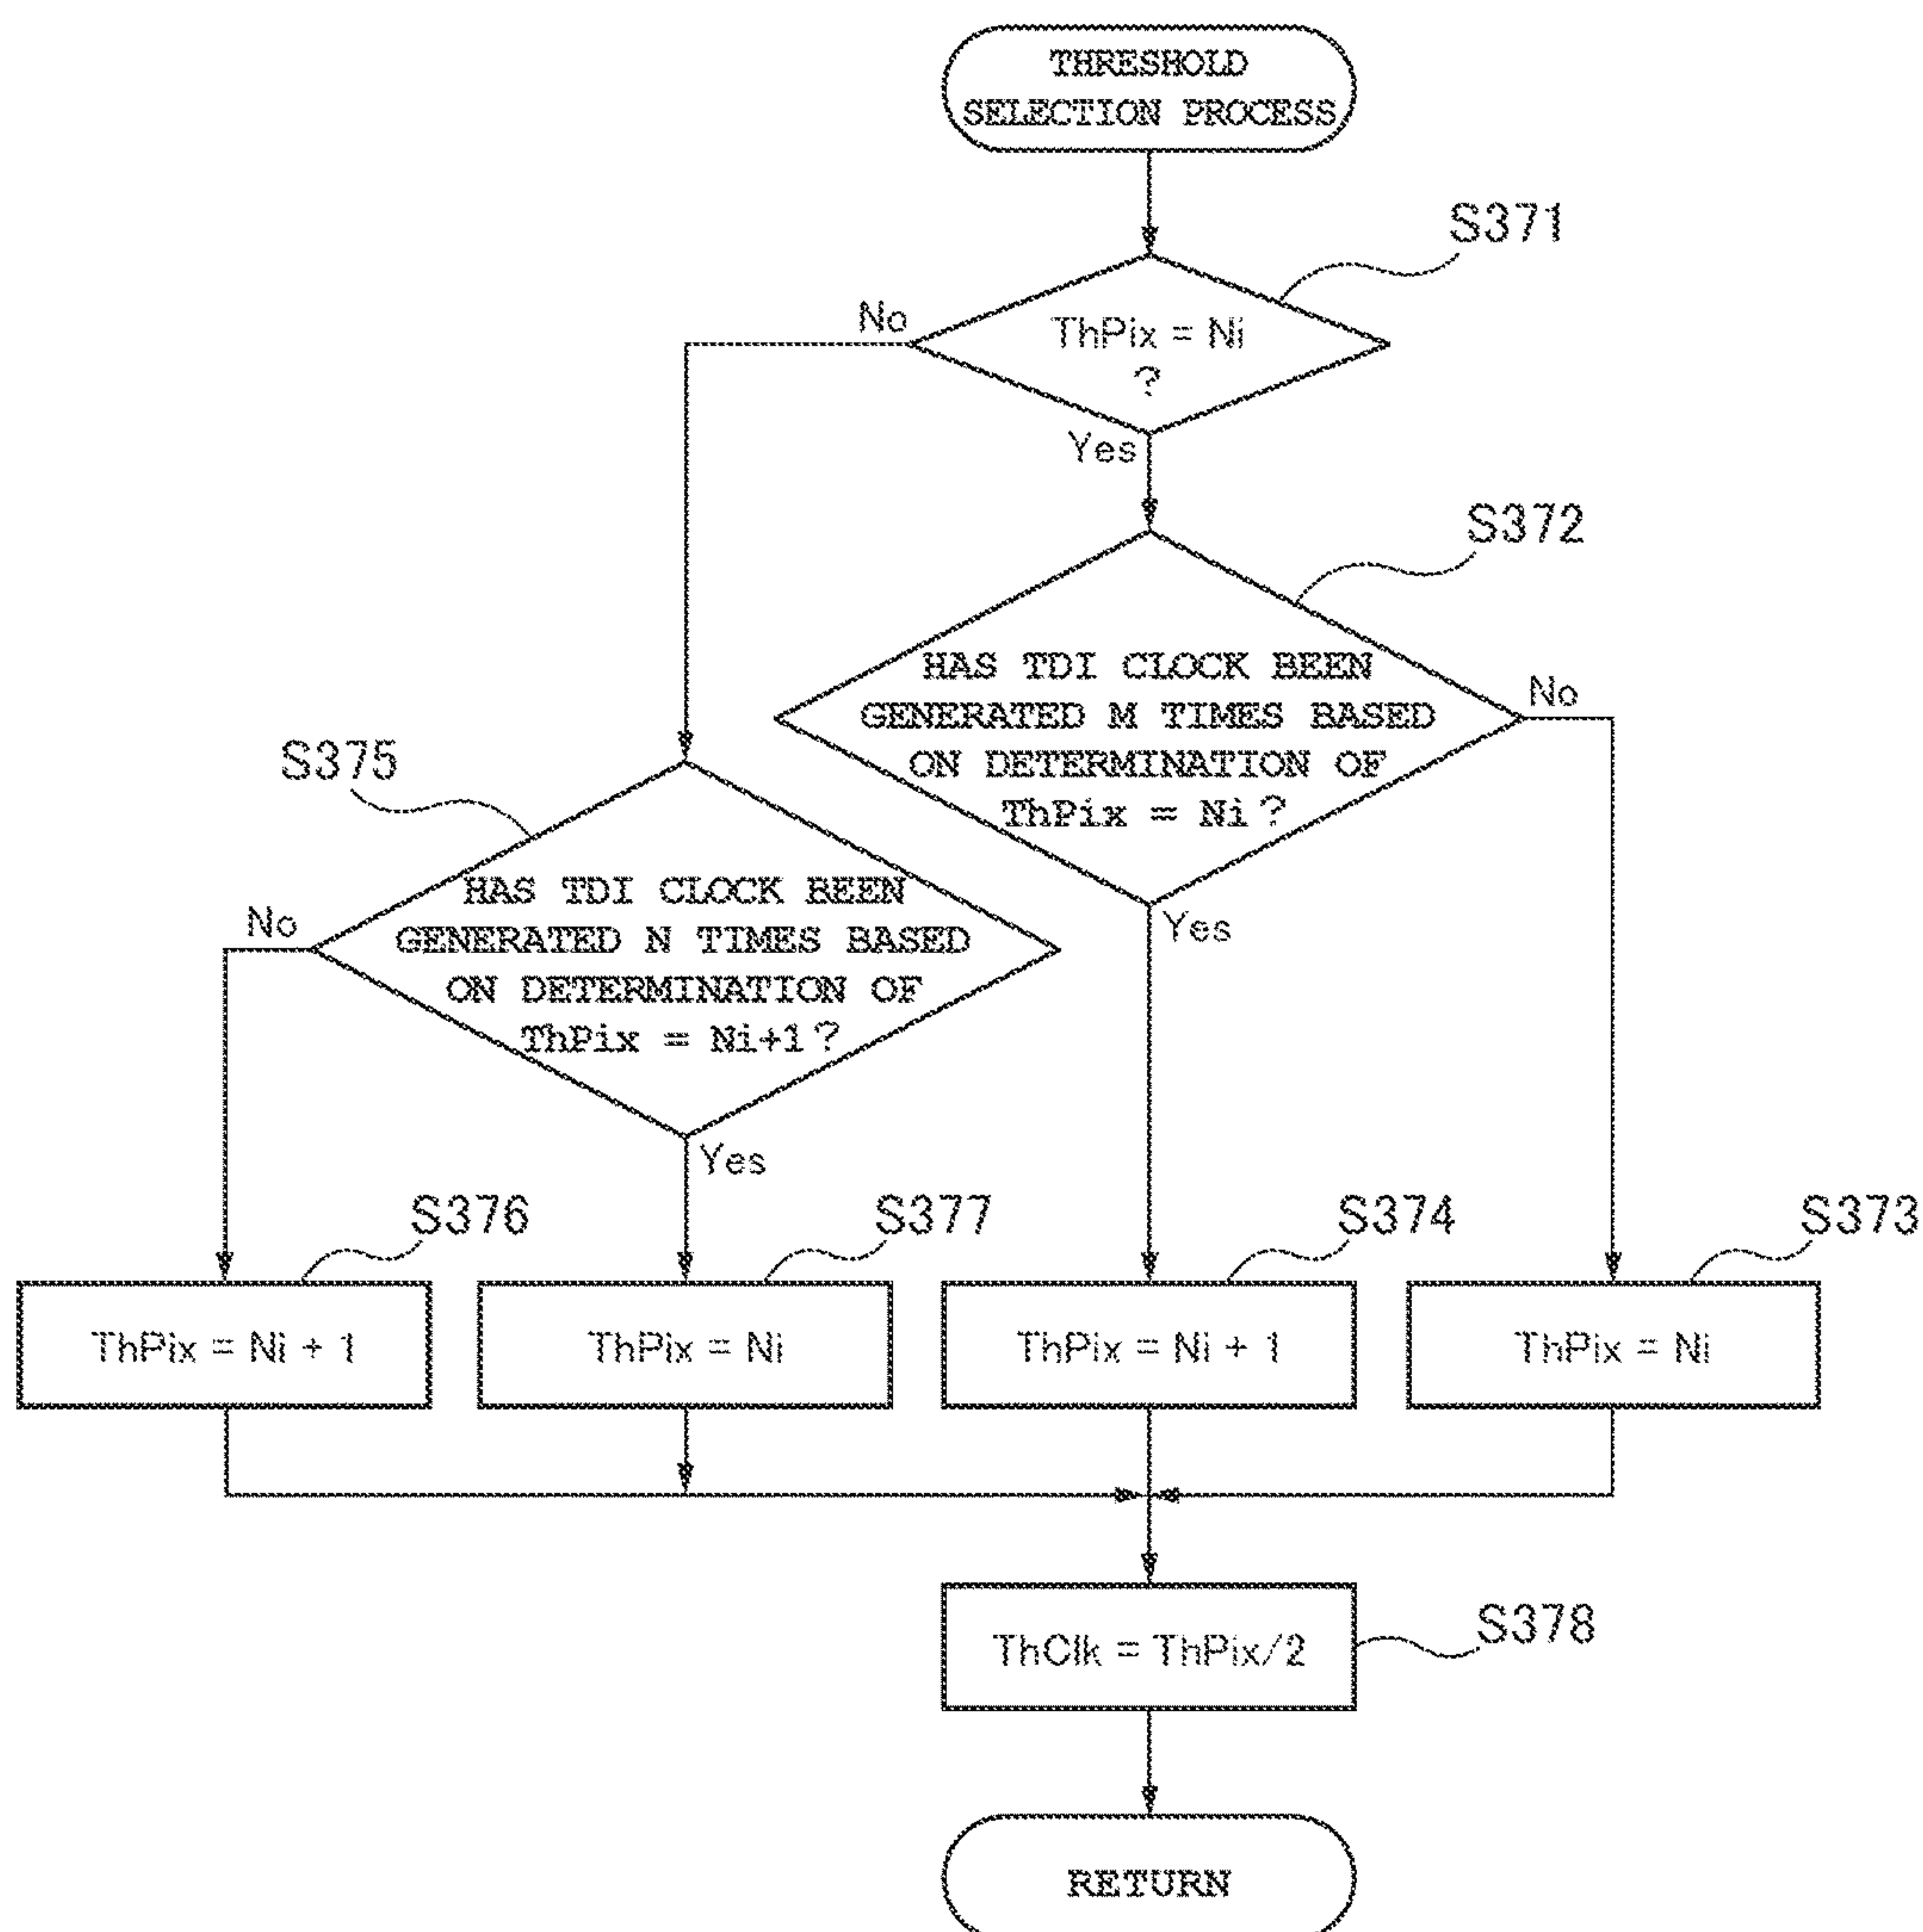 THRESHOLD
SELECTION PROCESS
S371
No
ThPix = Ni
?
Yes
S372
HAS TDI CLOCK BEEN
GENERATED M TIMES BASED
ON DETERMINATION OF
ThPix = Ni?
No
Yes
S375
HAS TDI CLOCK BEEN
GENERATED N TIMES BASED
ON DETERMINATION OF
ThPix = Ni+1?
No
Yes
S376
S377
S374
S373
ThPix = Ni + 1
ThPix = Ni
ThPix = Ni + 1
ThPix = Ni
ThClk = ThPix/2
S378
RETURN